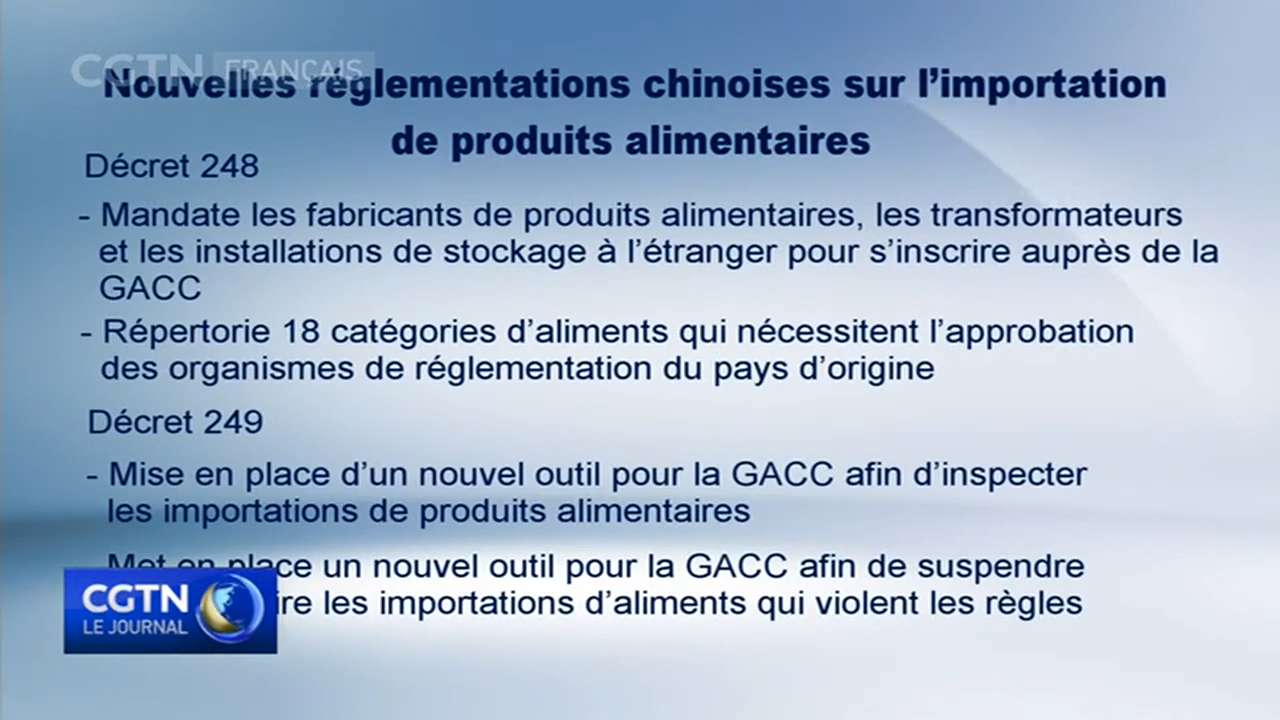 CGTN FRANÇAIS
Nouvelles réglementations chinoises sur l’importation
de produits alimentaires
Décret 248
- Mandate les fabricants de produits alimentaires, les transformateurs
et les installations de stockage à l’étranger pour s’inscrire auprès de la
GACC
- Répertorie 18 catégories d’aliments qui nécessitent l’approbation
des organismes de réglementation du pays d’origine
Décret 249
- Mise en place d’un nouvel outil pour la GACC afin d’inspecter
les importations de produits alimentaires
Met en place un nouvel outil pour la GACC afin de suspendre
ire les importations d’aliments qui violent les règles
CGTN
LE JOURNAL